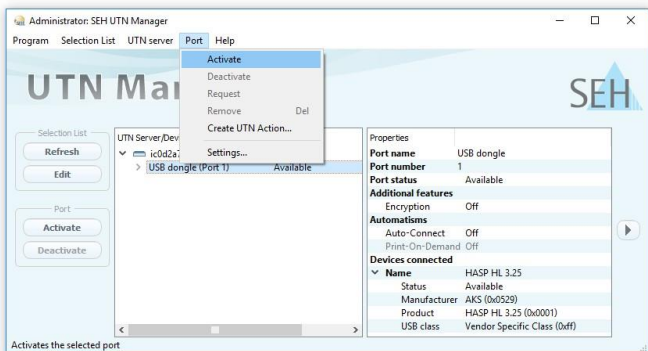 Administrator: SEH UTN Manager
Program Selection List UTN server Port Help
Activate
Deactivate
Request
Remove Del
Create UTN Action...
Settings...
UTN Ma
SEH
Selection List
Refresh
Edit
Port
Activate
Deactivate
UTN Server/Dev
ic0d2a7
USB dongle (Port 1) Available
Properties
Port name USB dongle
Port number 1
Port status Available
Additional features
Encryption Off
Automatisms
Auto-Connect Off
Print-On-Demand Off
Devices connected
Name HASP HL 3.25
Status Available
Manufacturer AKS (0x0529)
Product HASP HL 3.25 (0x0001)
USB class Vendor Specific Class (0xff)
Activates the selected port